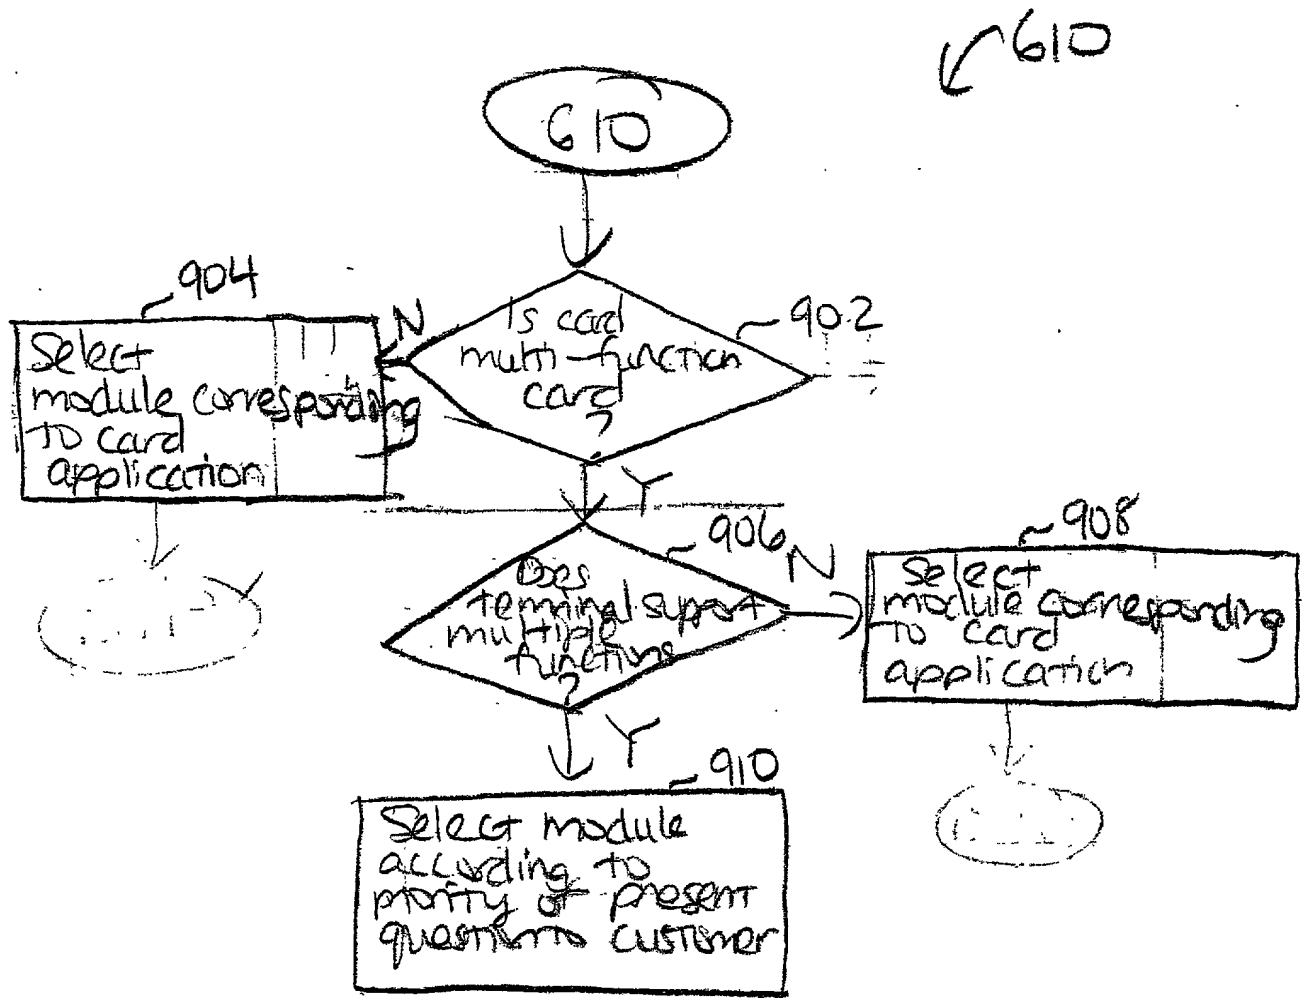 610
610
904
Select
module corresponding
to card
application
N
Is card
multi-function
card
?
902
Y
906
Does
terminal support
multiple
functions
?
N
908
Select
module corresponding
to card
application
Y
910
Select module
according to
priority or present
question to customer